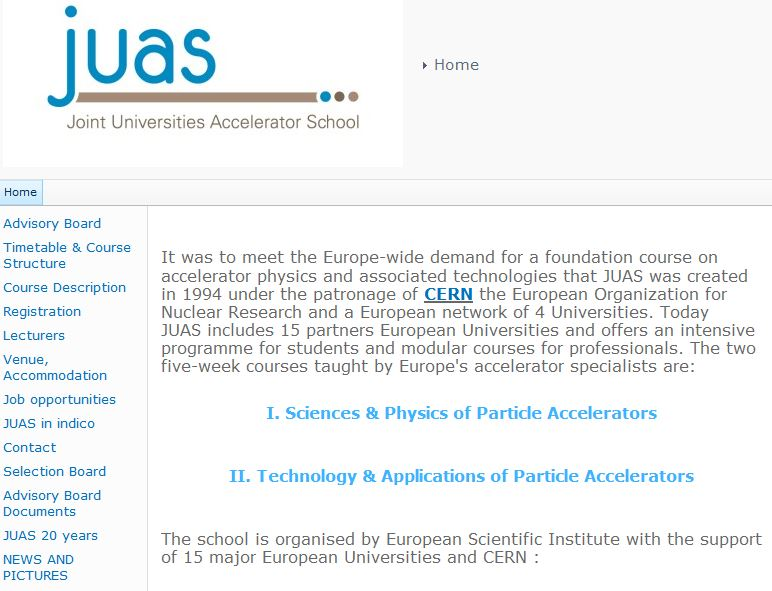 juas
Joint Universities Accelerator School
Home
Home
Advisory Board
Timetable & Course
Structure
Course Description
Registration
Lecturers
Venue,
Accommodation
Job opportunities
JUAS in indico
Contact
Selection Board
Advisory Board
Documents
JUAS 20 years
NEWS AND
PICTURES
It was to meet the Europe-wide demand for a foundation course on
accelerator physics and associated technologies that JUAS was created
in 1994 under the patronage of CERN the European Organization for
Nuclear Research and a European network of 4 Universities. Today
JUAS includes 15 partners European Universities and offers an intensive
programme for students and modular courses for professionals. The two
five-week courses taught by Europe's accelerator specialists are:
I. Sciences & Physics of Particle Accelerators
II. Technology & Applications of Particle Accelerators
The school is organised by European Scientific Institute with the support
of 15 major European Universities and CERN :